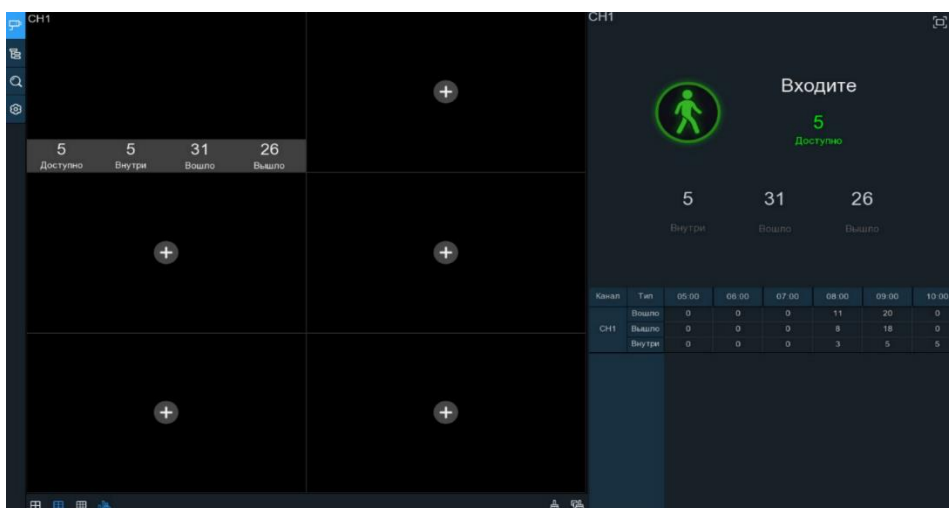 CH1
5 5 31 26
Доступно Внутри Вошло Вышло
CH1
Входите
5
Доступно
5 31 26
Внутри Вошло Вышло
Канал Тип 05:00 06:00 07:00 08:00 09:00 10:00
Вошло 0 0 0 11 20 0
CH1 Вышло 0 0 0 8 18 0
Внутри 0 0 0 3 5 5